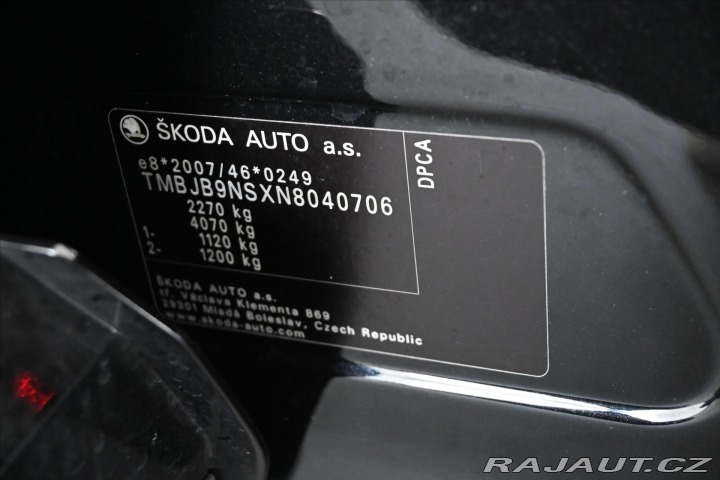 ŠKODA AUTO a.s.
DPCA
e8*2007/46*0249
TMBJB9NSXN8040706
2270 kg
4070 kg
1- 1120 kg
2- 1200 kg
ŠKODA AUTO a.s.
tř. Václava Klementa 869
29301 Mladá Boleslav, Czech Republic
www.skoda-auto.com
RAJAUT.CZ